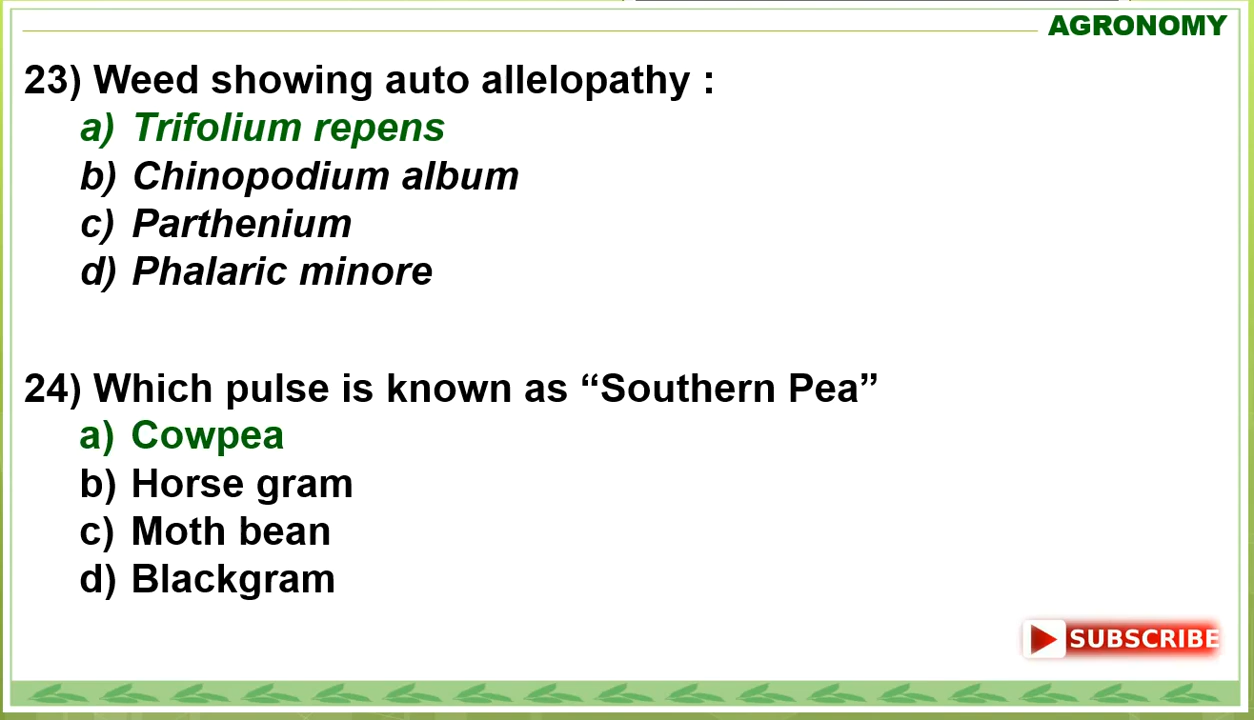 AGRONOMY
23) Weed showing auto allelopathy :
a) Trifolium repens
b) Chinopodium album
c) Parthenium
d) Phalaric minore
24) Which pulse is known as “Southern Pea”
a) Cowpea
b) Horse gram
c) Moth bean
d) Blackgram
SUBSCRIBE